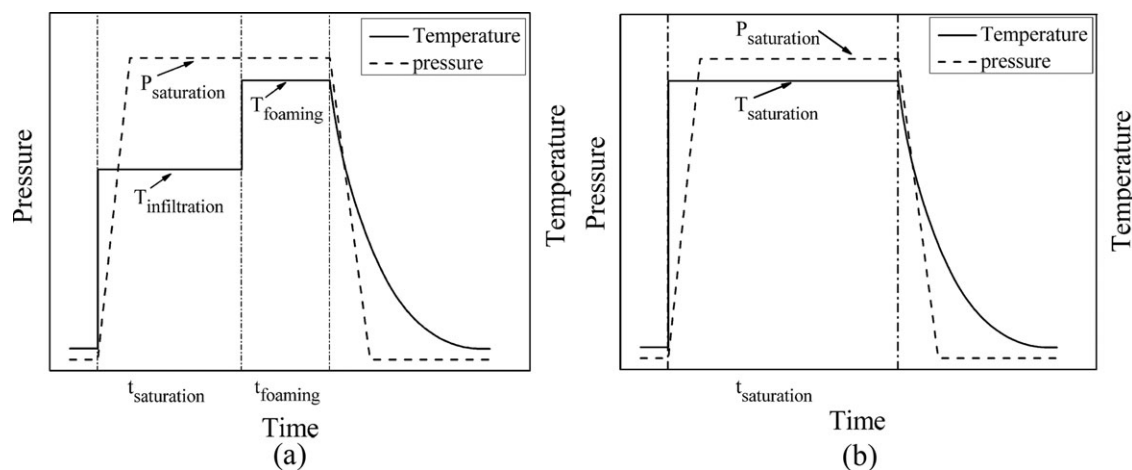 Temperature
pressure
P saturation
T foaming
T infiltration
Pressure
Temperature
t saturation
t foaming
Time
(a)
P saturation
Temperature
pressure
T saturation
Pressure
Temperature
t saturation
Time
(b)